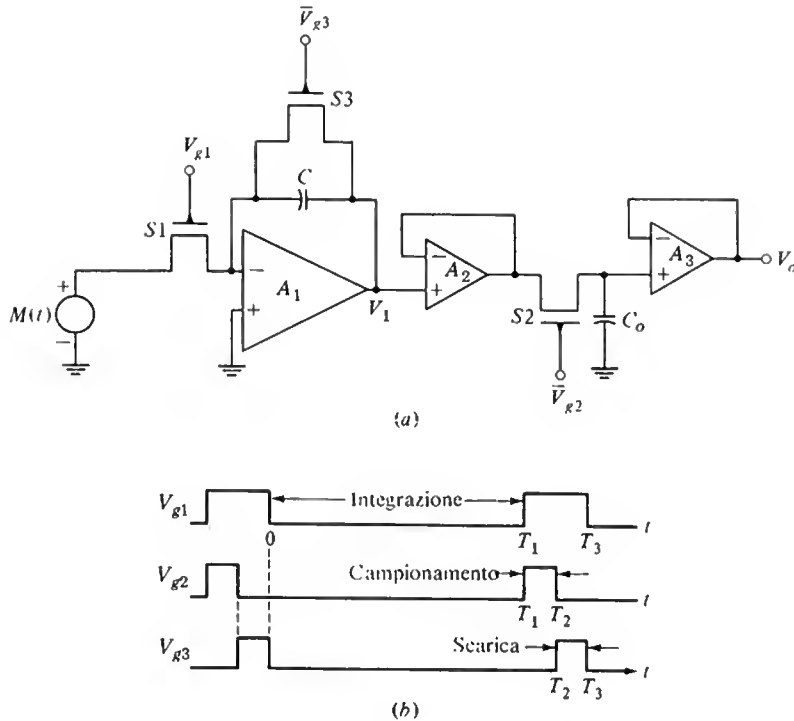 V̅g3
S3
Vg1
C
S1
−
+
A1
V1
−
+
A2
S2
Co
−
+
A3
Vo
+
M(t)
−
V̅g2
(a)
Vg1
Integrazione
0
T1
T3
t
Vg2
Campionamento
T1
T2
t
Vg3
Scarica
T2
T3
t
(b)